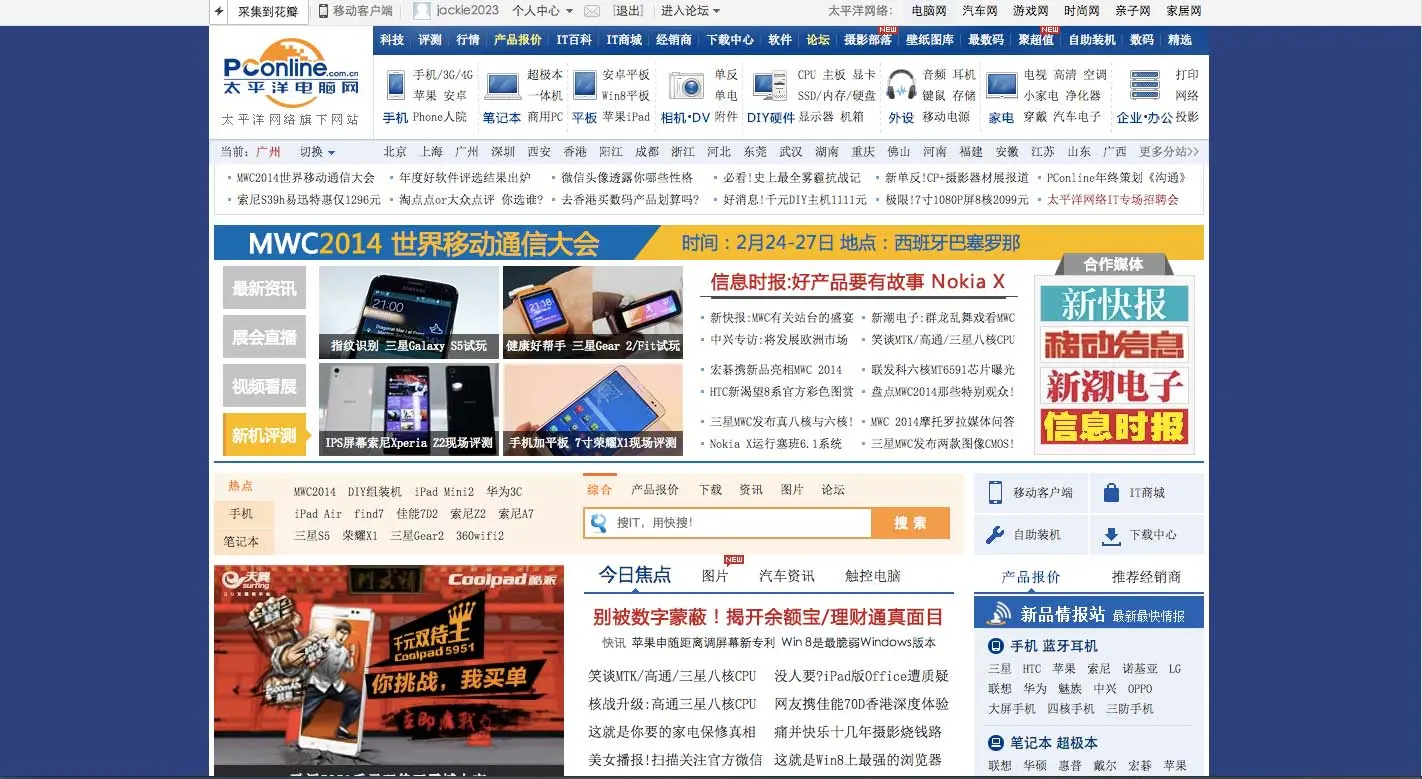 采集到花瓣 移动客户端 jackie2023 个人中心 [退出] 进入论坛 太平洋网络: 电脑网 汽车网 游戏网 时尚网 亲子网 家居网
科技 评测 行情 产品报价 IT百科 IT商城 经销商 下载中心 软件 论坛 摄影部落 NEW 壁纸图库 最数码 聚超值 NEW 自助装机 数码 精选
PConline.com.cn
太平洋电脑网
太平洋网络旗下网站
手机/3G/4G 超极本 安卓平板 单反 CPU 主板 显卡 音频 耳机 电视 高清 空调 打印
苹果 安卓 一体机 Win8平板 单电 SSD/内存/硬盘 键鼠 存储 小家电 净化器 网络
手机 Phone人院 笔记本 商用PC 平板 苹果iPad 相机•DV 附件 DIY硬件 显示器 机箱 外设 移动电源 家电 穿戴 汽车电子 企业•办公 投影
当前: 广州 切换 北京 上海 广州 深圳 西安 香港 阳江 成都 浙江 河北 东莞 武汉 湖南 重庆 佛山 河南 福建 安徽 江苏 山东 广西 更多分站>>
MWC2014世界移动通信大会 年度好软件评选结果出炉 微信头像透露你哪些性格 必看!史上最全雾霾抗战记 新单反!CP+摄影器材展报道 PConline年终策划《沟通》
索尼S39h易迅特惠仅1296元 淘点点or大众点评 你选谁? 去香港买数码产品划算吗? 好消息!千元DIY主机1111元 极限!7寸1080P屏8核2099元 太平洋网络IT专场招聘会
MWC2014 世界移动通信大会 时间：2月24-27日 地点：西班牙巴塞罗那
最新资讯
展会直播
视频看展
新机评测
21:00
指纹识别 三星Galaxy S5试玩
健康好帮手 三星Gear 2/Fit试玩
IPS屏幕索尼Xperia Z2现场评测
手机加平板 7寸荣耀X1现场评测
信息时报:好产品要有故事 Nokia X
新快报:MWC有关站台的盛宴 新潮电子:群龙乱舞戏看MWC
中兴专访:将发展欧洲市场 笑谈MTK/高通/三星八核CPU
宏碁携新品亮相MWC 2014 联发科六核MT6591芯片曝光
HTC新渴望8系官方彩色图赏 盘点MWC2014那些特别观众!
三星MWC发布真八核与六核! MWC 2014摩托罗拉媒体问答
Nokia X运行塞班6.1系统 三星MWC发布两款图像CMOS!
合作媒体
新快报
移动信息
新潮电子
信息时报
热点
手机
笔记本
MWC2014 DIY组装机 iPad Mini2 华为3C
iPad Air find7 佳能7D2 索尼Z2 索尼A7
三星S5 荣耀X1 三星Gear2 360wifi2
综合 产品报价 下载 资讯 图片 论坛
搜IT，用快搜!
搜 索
移动客户端 IT商城
自助装机 下载中心
天翼
surfing
Coolpad 酷派
千元双待王
Coolpad 5951
你挑战，我买单
立即应战
今日焦点 图片 NEW 汽车资讯 触控电脑
别被数字蒙蔽！揭开余额宝/理财通真面目
快讯 苹果申随距离调屏幕新专利 Win 8是最脆弱Windows版本
笑谈MTK/高通/三星八核CPU 没人要?iPad版Office遭质疑
核战升级:高通三星八核CPU 网友携佳能70D香港深度体验
这就是你要的家电保修真相 痛并快乐十几年摄影烧钱路
美女播报!扫描关注官方微信 这就是Win8上最强的浏览器
产品报价 推荐经销商
新品情报站 最新最快情报
手机 蓝牙耳机
三星 HTC 苹果 索尼 诺基亚 LG
联想 华为 魅族 中兴 OPPO
大屏手机 四核手机 三防手机
笔记本 超极本
联想 华硕 惠普 戴尔 宏碁 苹果